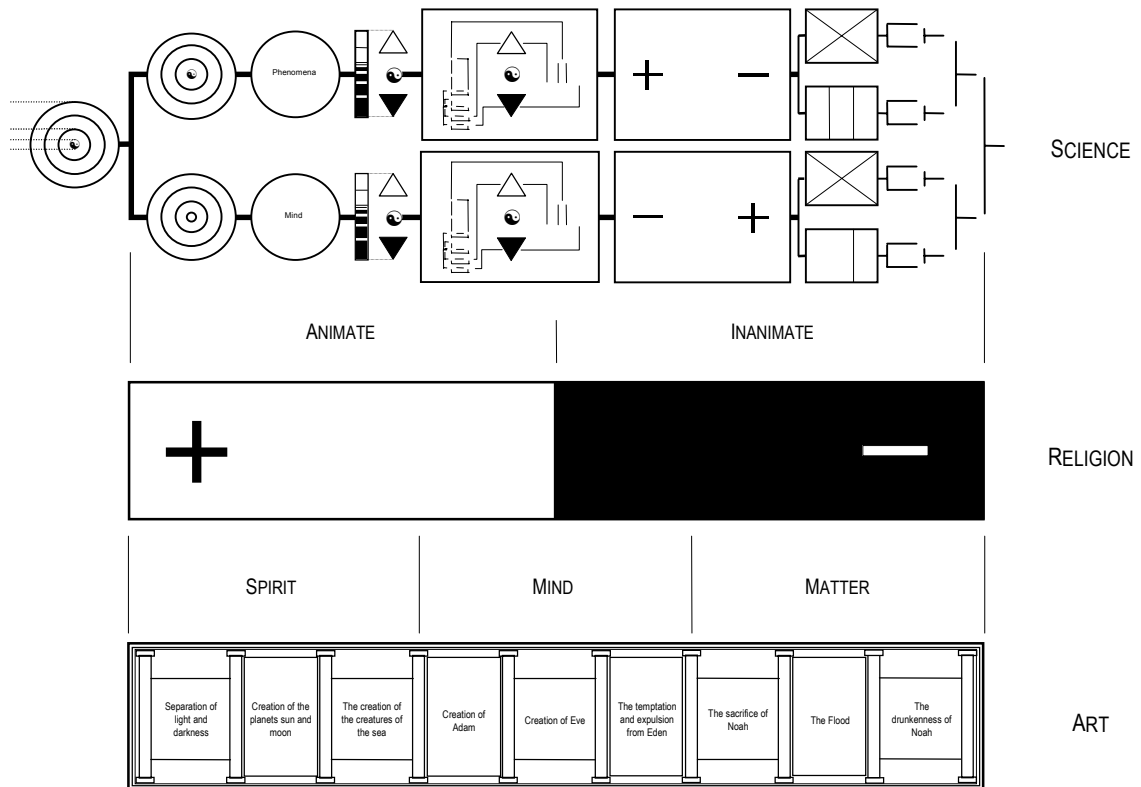 Phenomena
+ −
SCIENCE
Mind
− +
ANIMATE
INANIMATE
+ −
RELIGION
SPIRIT
MIND
MATTER
Separation of
light and
darkness
Creation of the
planets sun and
moon
The creation of
the creatures of
the sea
Creation of
Adam
Creation of Eve
The temptation
and expulsion
from Eden
The sacrifice of
Noah
The Flood
The
drunkenness of
Noah
ART